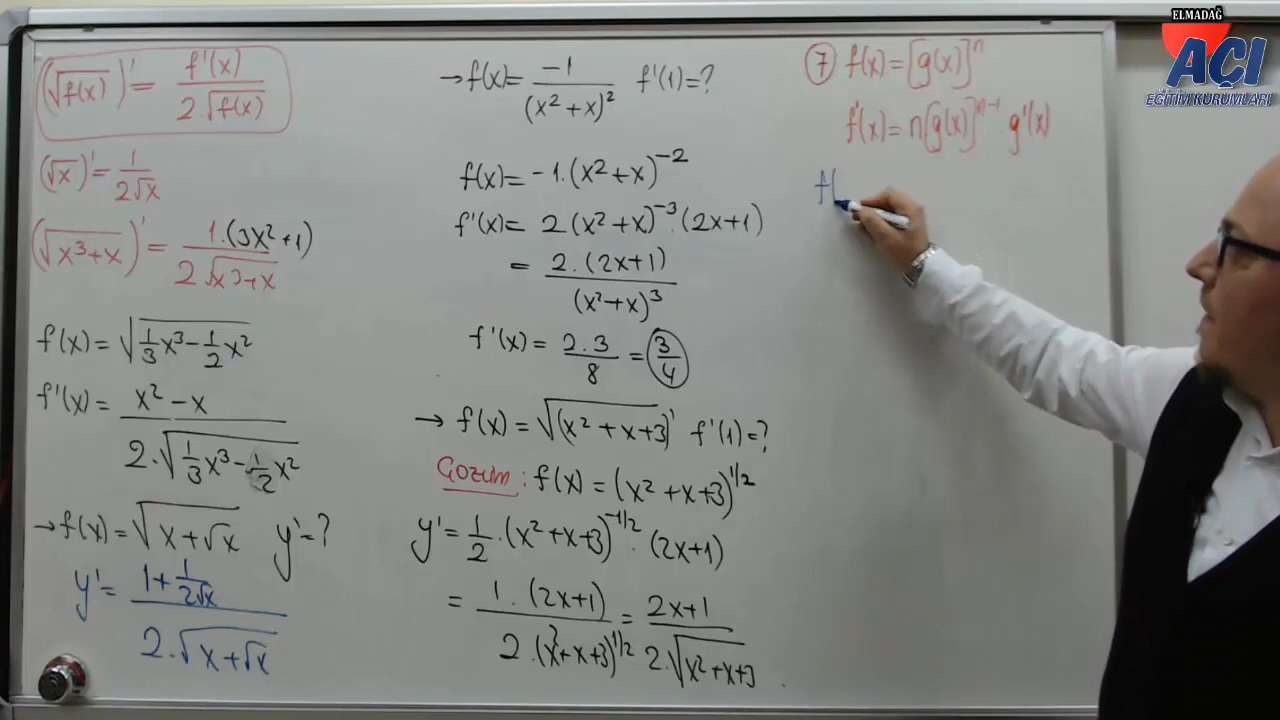 (√f(x))' = f'(x) / 2.√f(x)
(√x)' = 1 / 2√x
(√x³+x)' = 1.(3x²+1) / 2√x³+x
f(x) = √1/3x³-1/2x²
f'(x) = x²-x / 2.√1/3x³-1/2x²
→f(x) = √x+√x y'=?
y' = 1+1/2√x / 2.√x+√x
→f(x) = -1 / (x²+x)² f'(1)=?
f(x) = -1.(x²+x)⁻²
f'(x) = 2(x²+x)⁻³.(2x+1)
= 2.(2x+1) / (x²+x)³
f'(x) = 2.3 / 8 = 3/4
→ f(x) = √(x²+x+3)¹ f'(1)=?
Çözüm: f(x) = (x²+x+3)^1/2
y' = 1/2.(x²+x+3)^-1/2.(2x+1)
= 1.(2x+1) / 2.(x²+x+3)^1/2 = 2x+1 / 2.√x²+x+3
⑦ f(x) = [g(x)]ⁿ
f'(x) = n[g(x)]ⁿ⁻¹.g'(x)
f(
ELMADAĞ
AÇI
EĞİTİM KURUMLARI